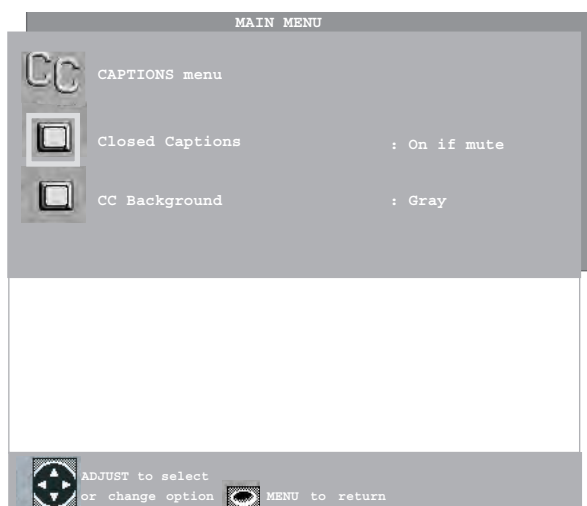 MAIN MENU
CC
CAPTIONS menu
Closed Captions : On if mute
CC Background : Gray
ADJUST to select
or change option MENU to return